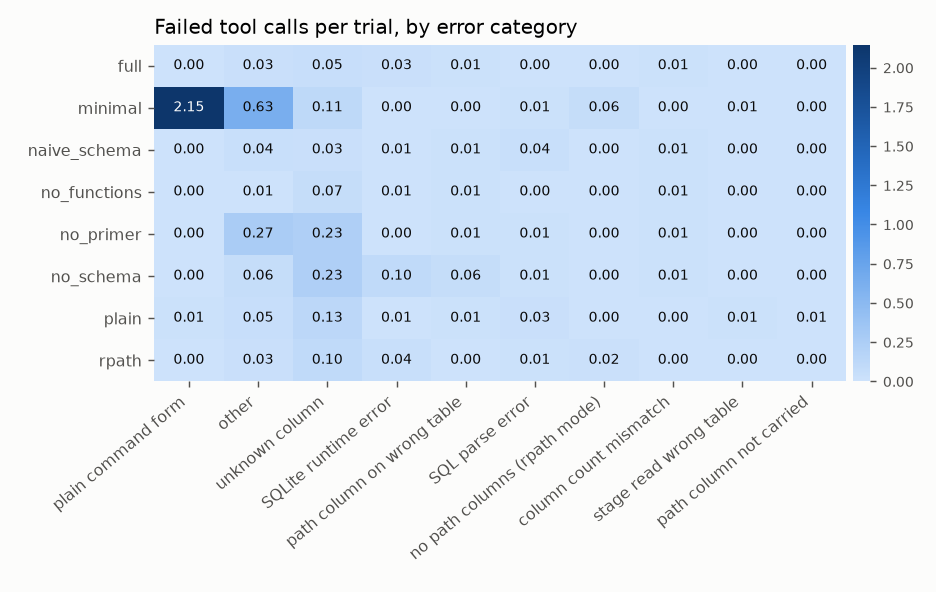 Failed tool calls per trial, by error category
full 0.00 0.03 0.05 0.03 0.01 0.00 0.00 0.01 0.00 0.00
minimal 2.15 0.63 0.11 0.00 0.00 0.01 0.06 0.00 0.01 0.00
naive_schema 0.00 0.04 0.03 0.01 0.01 0.04 0.00 0.01 0.00 0.00
no_functions 0.00 0.01 0.07 0.01 0.01 0.00 0.00 0.01 0.00 0.00
no_primer 0.00 0.27 0.23 0.00 0.01 0.01 0.00 0.01 0.00 0.00
no_schema 0.00 0.06 0.23 0.10 0.06 0.01 0.00 0.01 0.00 0.00
plain 0.01 0.05 0.13 0.01 0.01 0.03 0.00 0.00 0.01 0.01
rpath 0.00 0.03 0.10 0.04 0.00 0.01 0.02 0.00 0.00 0.00
plain command form
other
unknown column
SQLite runtime error
path column on wrong table
SQL parse error
no path columns (rpath mode)
column count mismatch
stage read wrong table
path column not carried
2.00
1.75
1.50
1.25
1.00
0.75
0.50
0.25
0.00